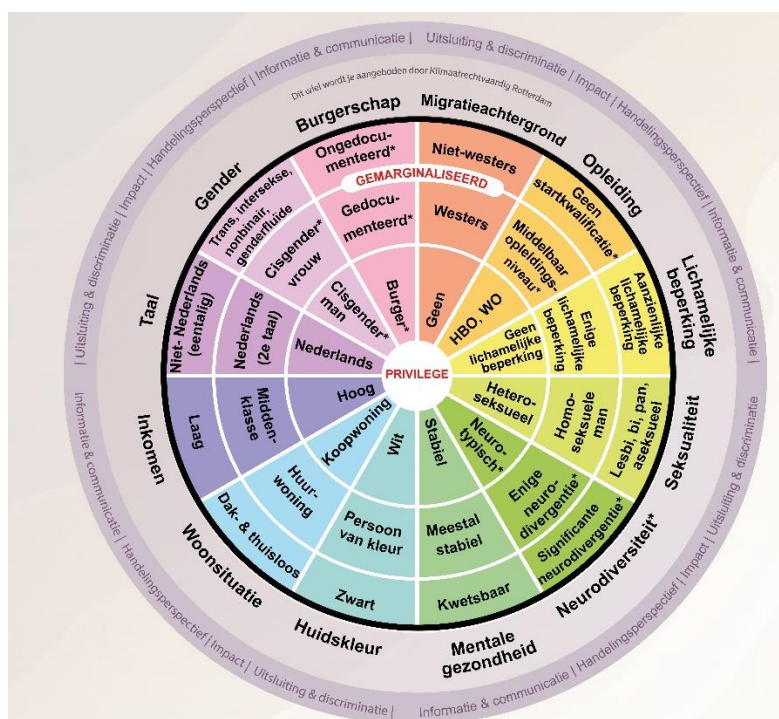 Informatie & communicatie | Uitsluiting & discriminatie | Impact | Handelingsperspectief |
Informatie & communicatie | Handelingsperspectief | Impact | Uitsluiting & discriminatie
Informatie & communicatie | Handelingsperspectief | Impact | Uitsluiting & discriminatie |
| Uitsluiting & discriminatie | Impact | Handelingsperspectief | Informatie & communicatie |
Dit wiel wordt je aangeboden door Klimaatrechtvaardig Rotterdam
Burgerschap
Ongedocu-
menteerd*
Gedocu-
menteerd*
Burger*
Migratieachtergrond
Niet-westers
Westers
Geen
GEMARGINALISEERD
Opleiding
Geen
startkwalificatie*
Middelbaar
opleidings-
niveau*
HBO, WO
Lichamelijke
beperking
Aanzienlijke
lichamelijke
beperking
Enige
lichamelijke
beperking
Geen
lichamelijke
beperking
Seksualiteit
Lesbi, bi, pan,
aseksueel
Homo-
seksuele
man
Hetero-
seksueel
Neurodiversiteit*
Significante
neurodivergentie*
Enige
neuro-
divergentie*
Neuro-
typisch*
Mentale
gezondheid
Kwetsbaar
Meestal
stabiel
Stabiel
Huidskleur
Zwart
Persoon
van kleur
Wit
Woonsituatie
Dak- & thuisloos
Huur-
woning
Koopwoning
Inkomen
Laag
Midden-
klasse
Hoog
Taal
Niet- Nederlands
(eentalig)
Nederlands
(2e taal)
Nederlands
Gender
Trans, intersekse,
nonbinair,
genderfluide
Cisgender*
vrouw
Cisgender*
man
PRIVILEGE